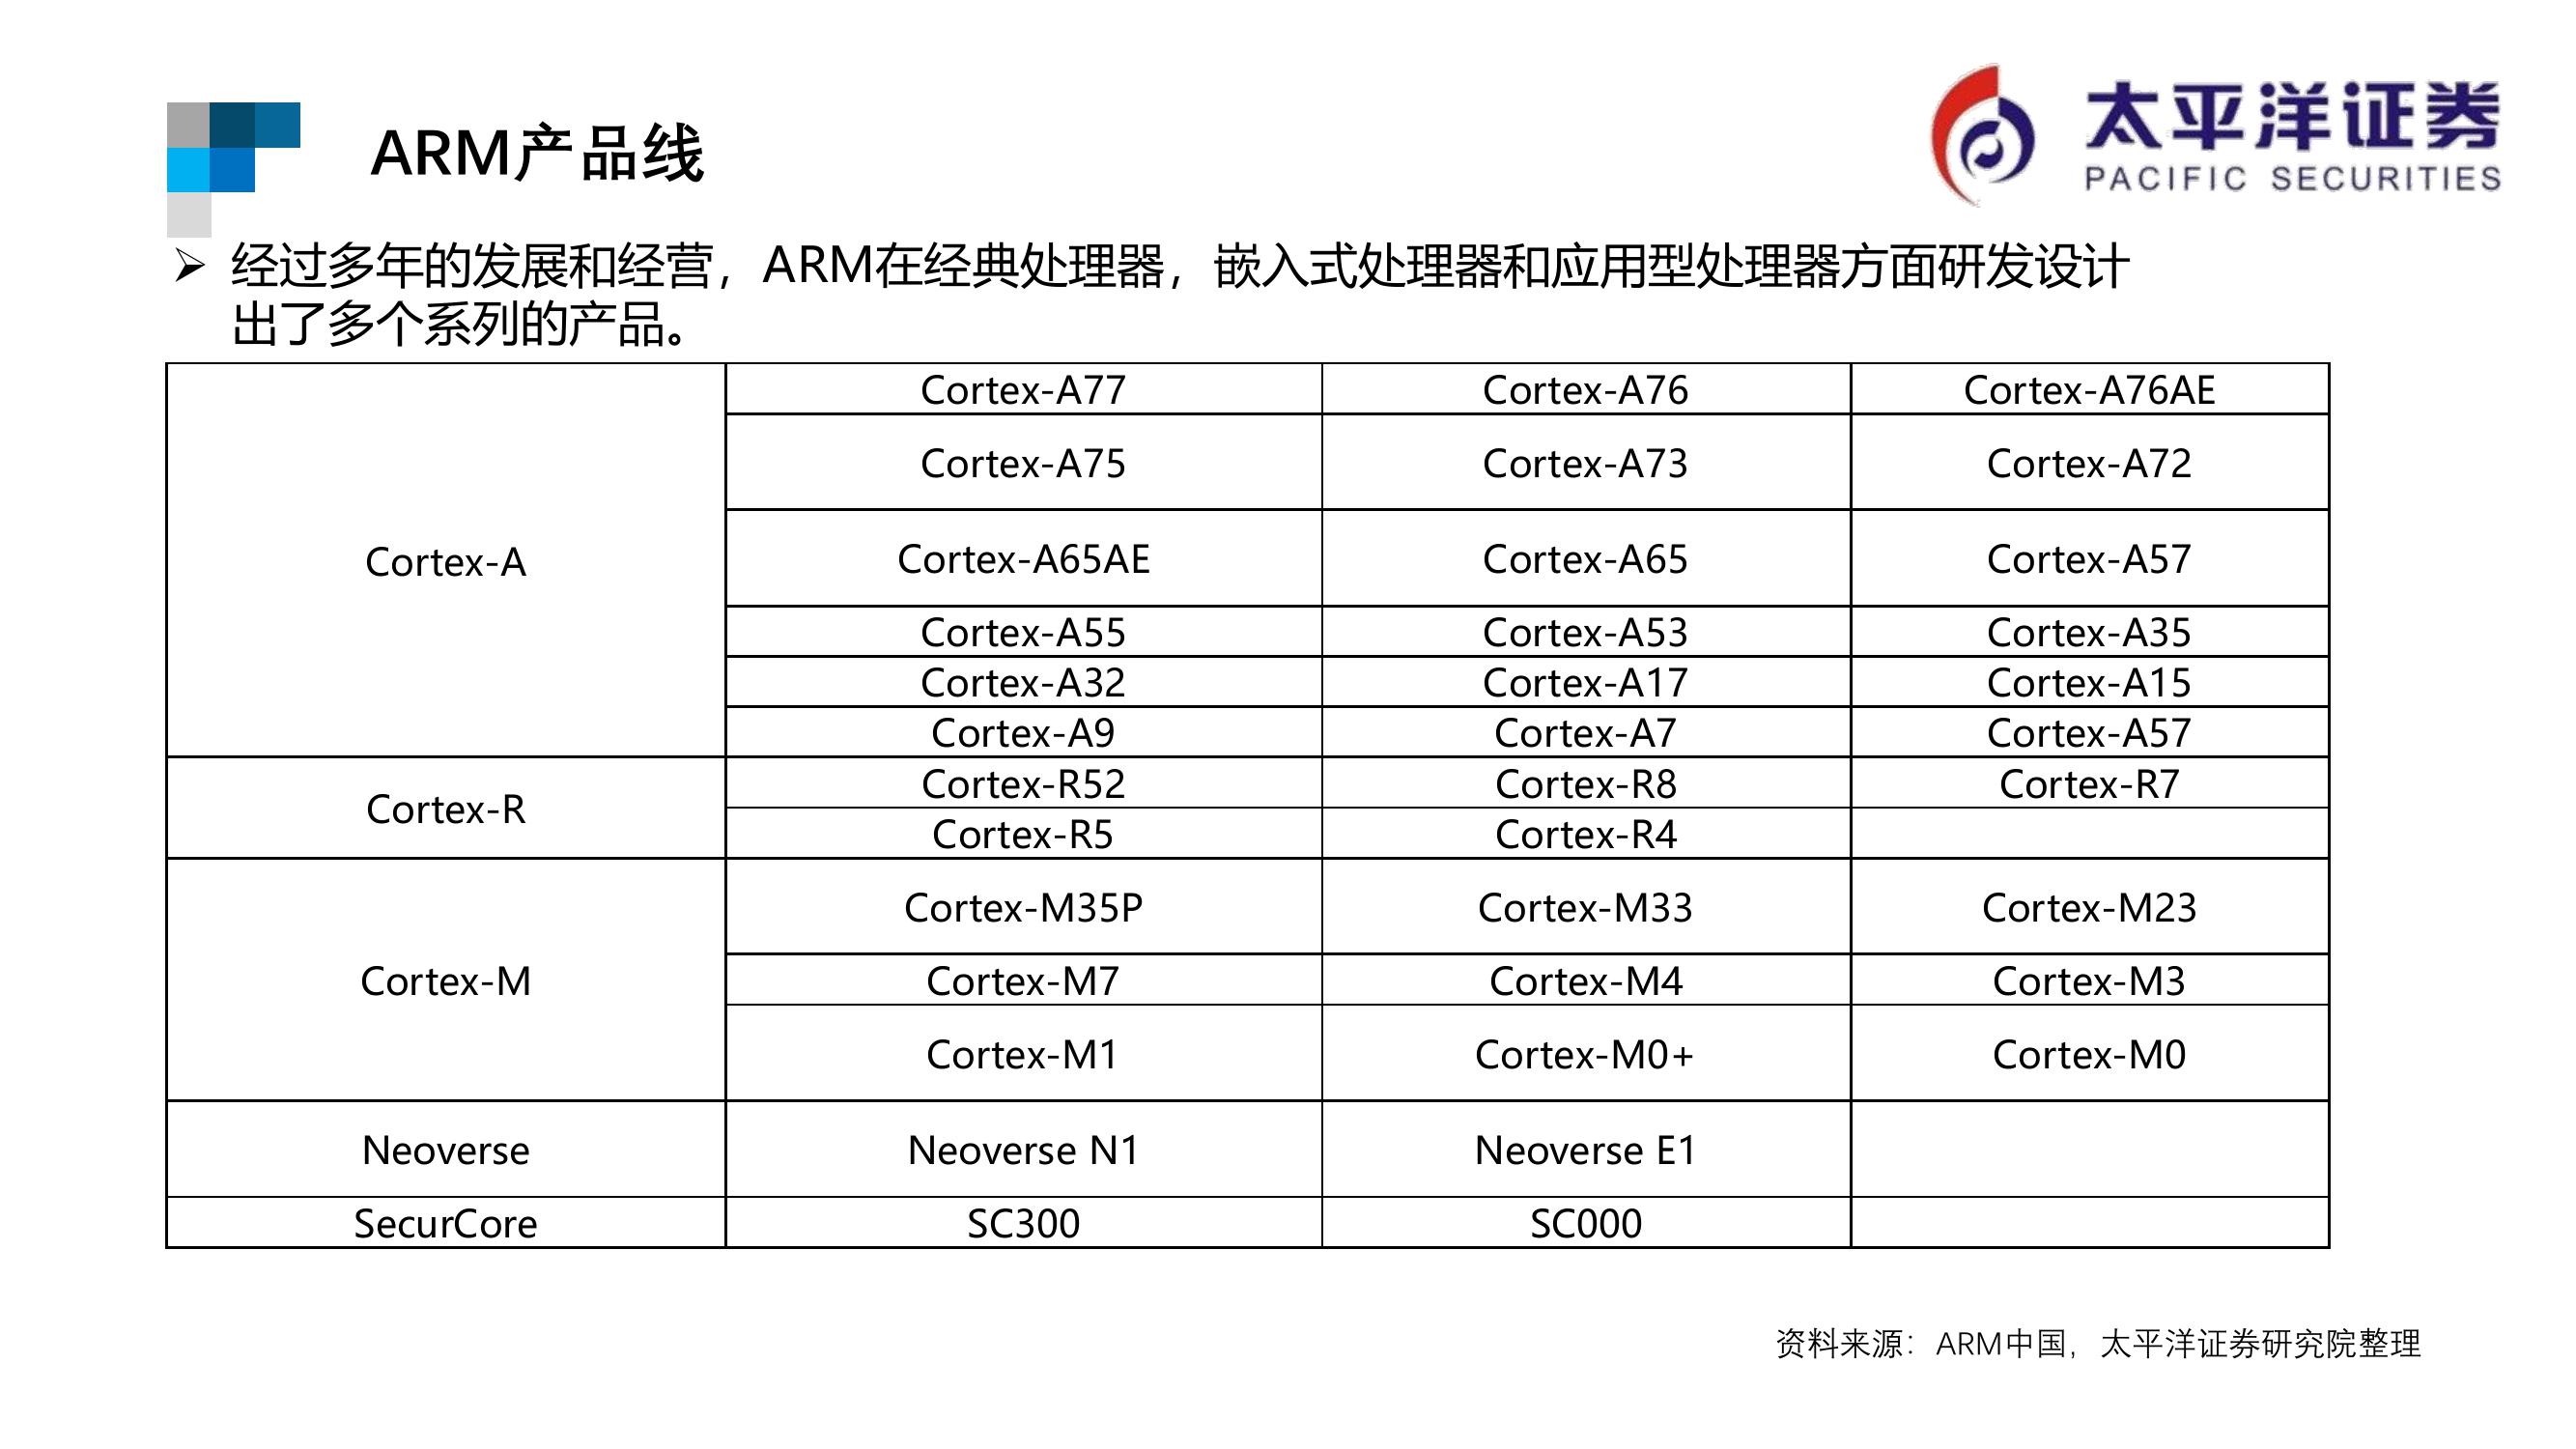 ARM产品线
太平洋证券
PACIFIC SECURITIES
经过多年的发展和经营，ARM在经典处理器，嵌入式处理器和应用型处理器方面研发设计
出了多个系列的产品。
Cortex-A Cortex-A77 Cortex-A76 Cortex-A76AE
Cortex-A75 Cortex-A73 Cortex-A72
Cortex-A65AE Cortex-A65 Cortex-A57
Cortex-A55 Cortex-A53 Cortex-A35
Cortex-A32 Cortex-A17 Cortex-A15
Cortex-A9 Cortex-A7 Cortex-A57
Cortex-R Cortex-R52 Cortex-R8 Cortex-R7
Cortex-R5 Cortex-R4
Cortex-M Cortex-M35P Cortex-M33 Cortex-M23
Cortex-M7 Cortex-M4 Cortex-M3
Cortex-M1 Cortex-M0+ Cortex-M0
Neoverse Neoverse N1 Neoverse E1
SecurCore SC300 SC000
资料来源：ARM中国，太平洋证券研究院整理